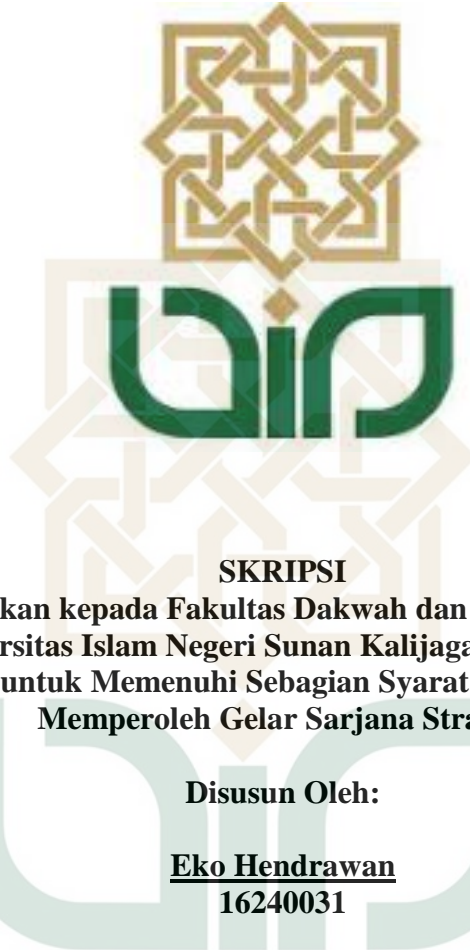 uin
SKRIPSI
kan kepada Fakultas Dakwah dan
rsitas Islam Negeri Sunan Kalijaga
untuk Memenuhi Sebagian Syarat
Memperoleh Gelar Sarjana Stra
Disusun Oleh:
Eko Hendrawan
16240031